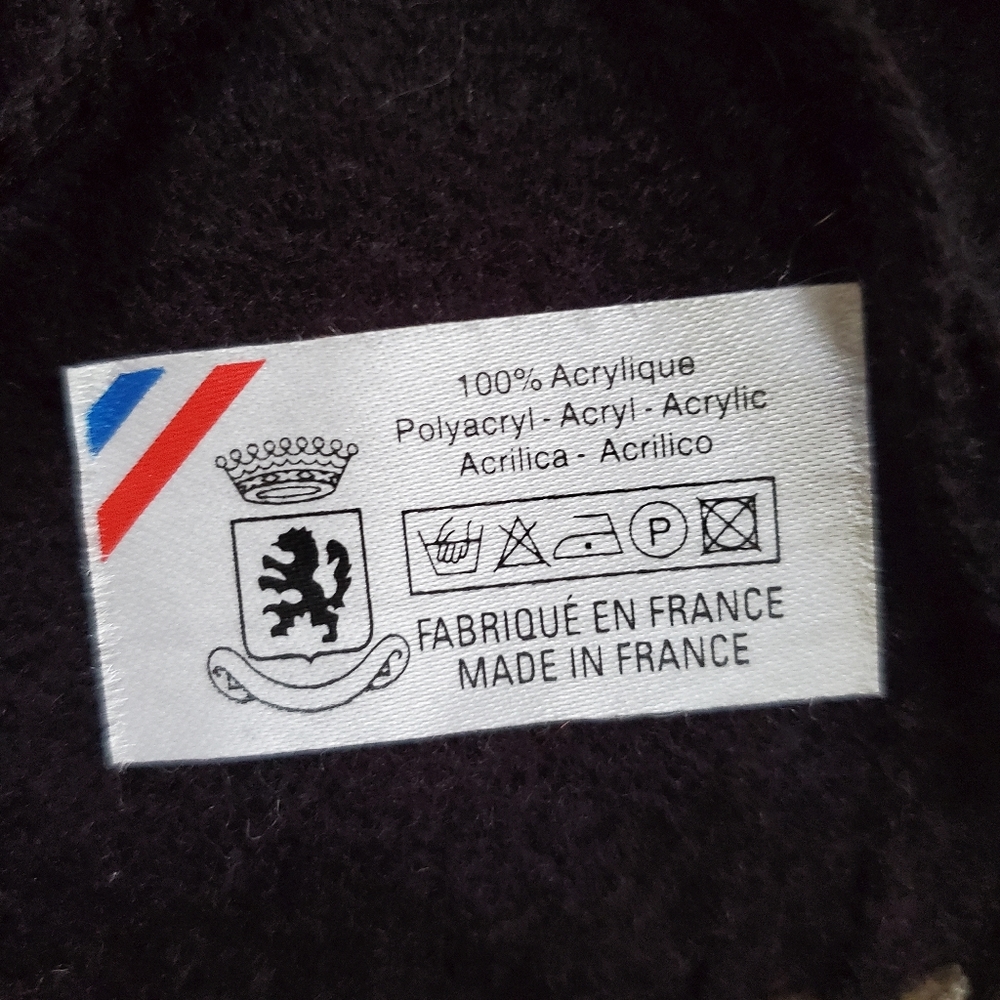 100% Acrylique
Polyacryl - Acryl - Acrylic
Acrilica - Acrilico
P
FABRIQUÉ EN FRANCE
MADE IN FRANCE